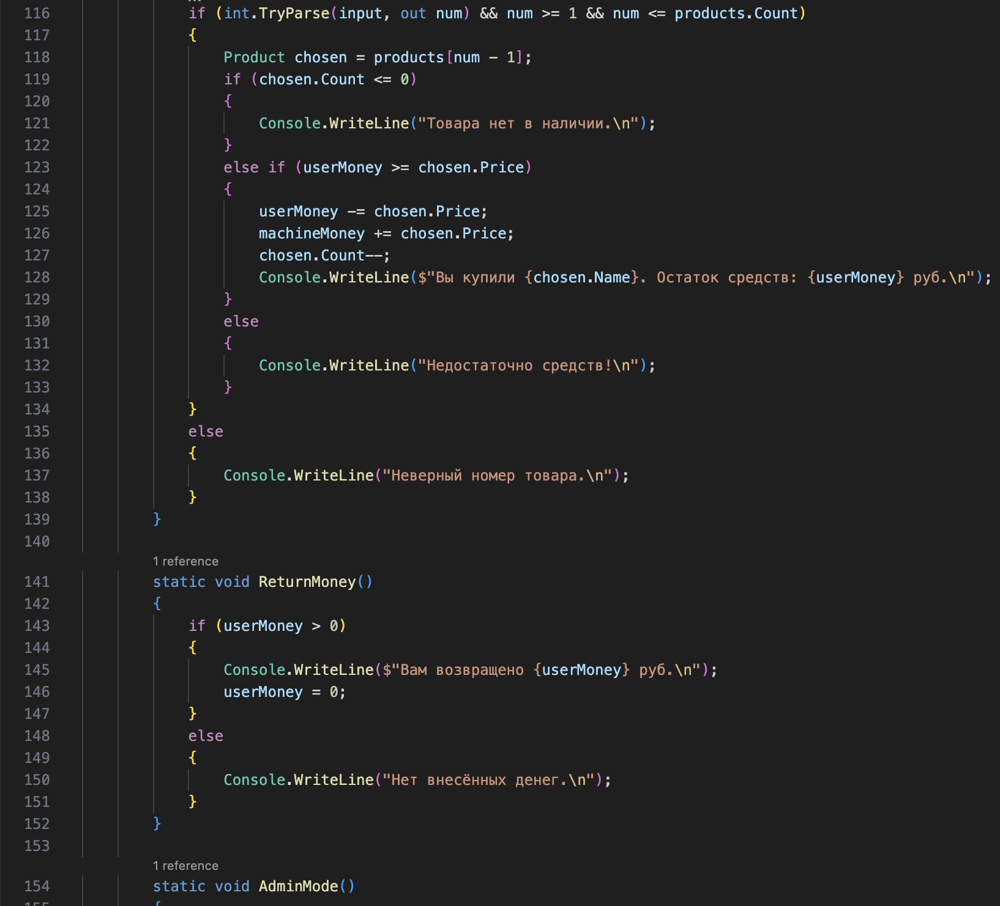 116 if (int.TryParse(input, out num) && num >= 1 && num <= products.Count)
117 {
118 Product chosen = products[num - 1];
119 if (chosen.Count <= 0)
120 {
121 Console.WriteLine("Товара нет в наличии.\n");
122 }
123 else if (userMoney >= chosen.Price)
124 {
125 userMoney -= chosen.Price;
126 machineMoney += chosen.Price;
127 chosen.Count--;
128 Console.WriteLine($"Вы купили {chosen.Name}. Остаток средств: {userMoney} руб.\n");
129 }
130 else
131 {
132 Console.WriteLine("Недостаточно средств!\n");
133 }
134 }
135 else
136 {
137 Console.WriteLine("Неверный номер товара.\n");
138 }
139 }
140
1 reference
141 static void ReturnMoney()
142 {
143 if (userMoney > 0)
144 {
145 Console.WriteLine($"Вам возвращено {userMoney} руб.\n");
146 userMoney = 0;
147 }
148 else
149 {
150 Console.WriteLine("Нет внесённых денег.\n");
151 }
152 }
153
1 reference
154 static void AdminMode()
155 {